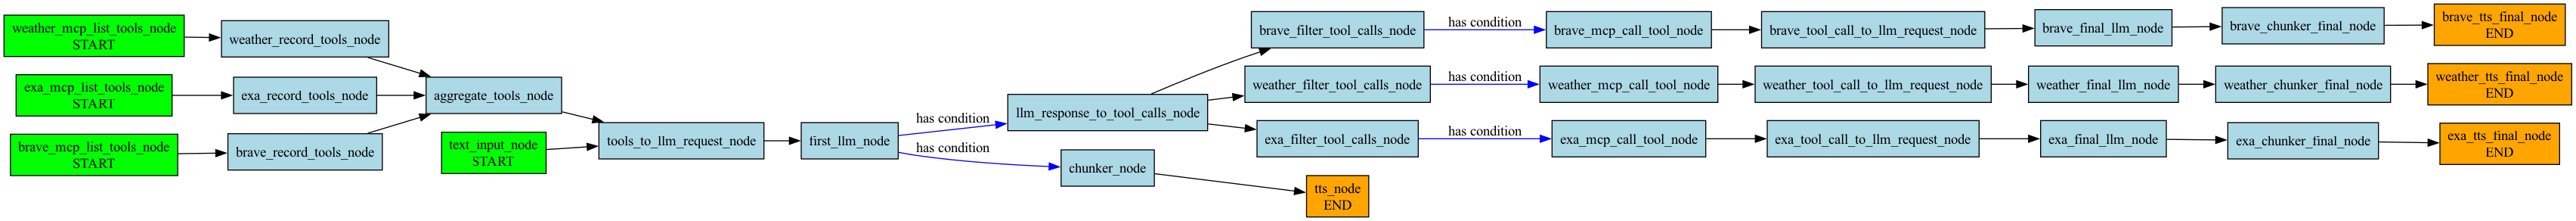 weather_mcp_list_tools_node
START
weather_record_tools_node
exa_mcp_list_tools_node
START
exa_record_tools_node
brave_mcp_list_tools_node
START
brave_record_tools_node
aggregate_tools_node
text_input_node
START
tools_to_llm_request_node
first_llm_node
has condition
has condition
llm_response_to_tool_calls_node
chunker_node
tts_node
END
brave_filter_tool_calls_node
has condition
brave_mcp_call_tool_node
brave_tool_call_to_llm_request_node
brave_final_llm_node
brave_chunker_final_node
brave_tts_final_node
END
weather_filter_tool_calls_node
has condition
weather_mcp_call_tool_node
weather_tool_call_to_llm_request_node
weather_final_llm_node
weather_chunker_final_node
weather_tts_final_node
END
exa_filter_tool_calls_node
has condition
exa_mcp_call_tool_node
exa_tool_call_to_llm_request_node
exa_final_llm_node
exa_chunker_final_node
exa_tts_final_node
END